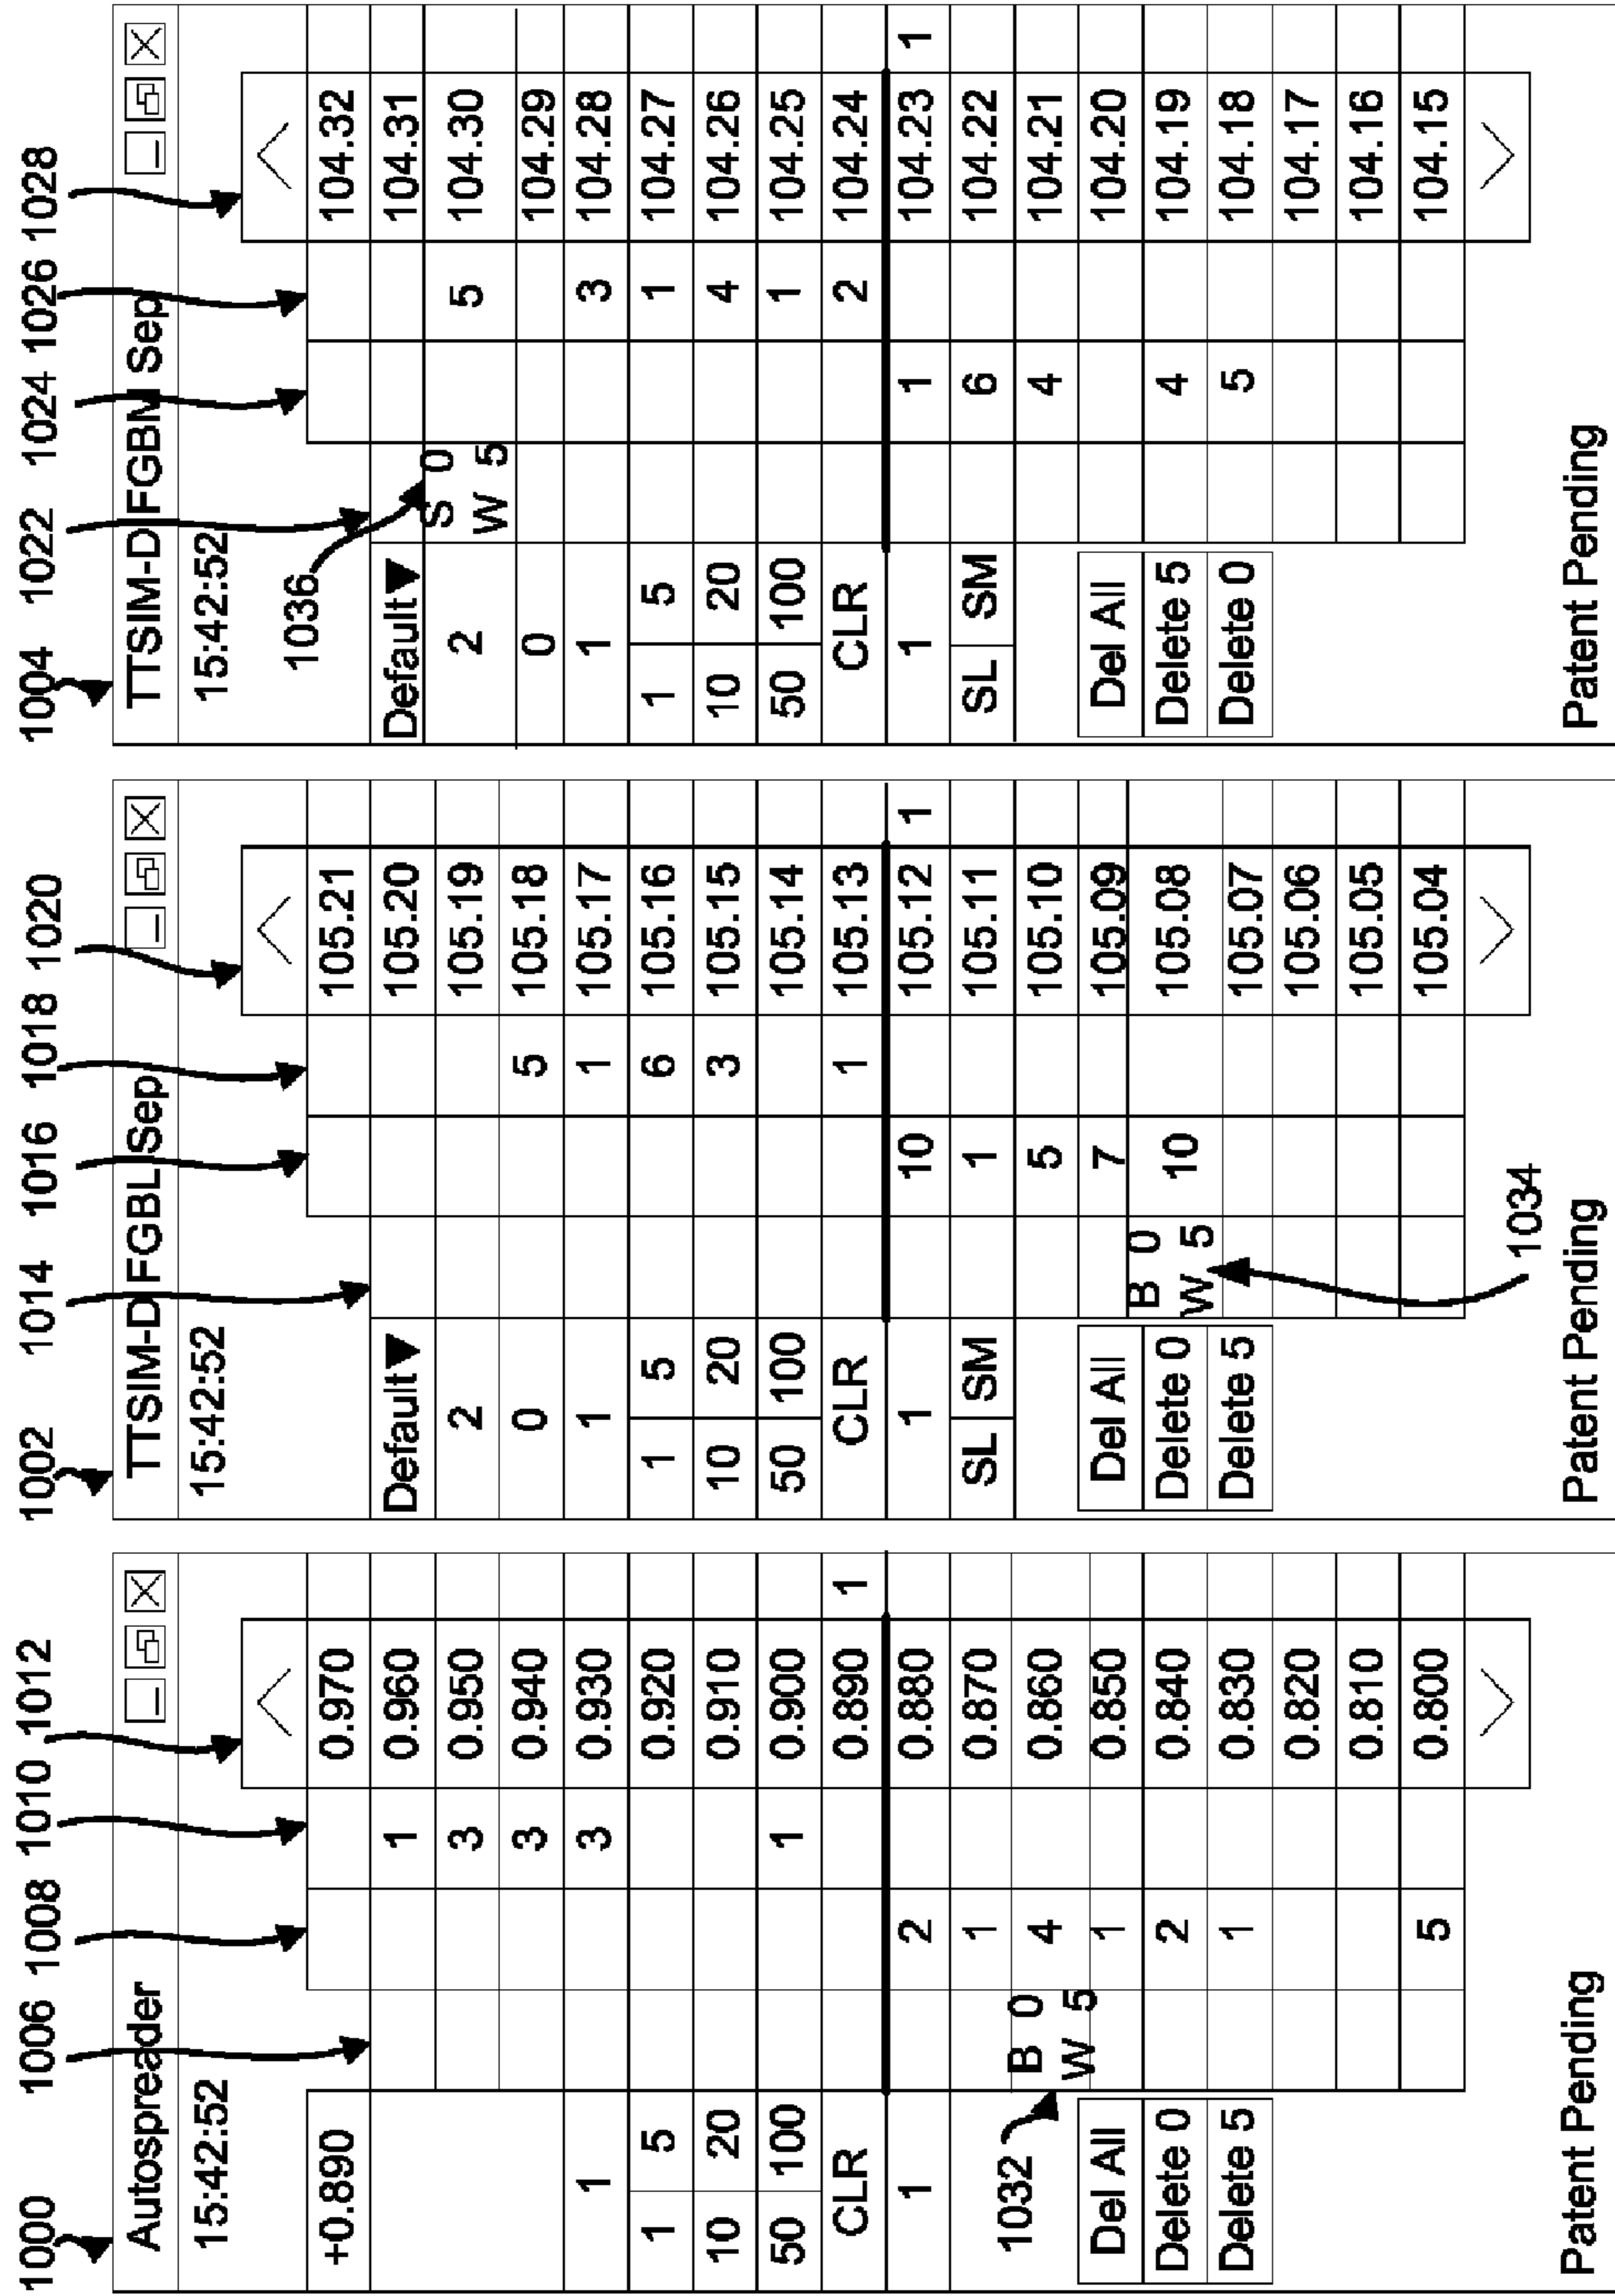 1000 1006 1008 1010 1012
Autospreader
15:42:52
+0.890 0.970
1 0.960
3 0.950
3 0.940
1 3 0.930
1 5 0.920
10 20 0.910
50 100 1 0.900
CLR 0.890 1
1 2 0.880
1 0.870
1032 B 0 4 0.860
W 5
Del All 1 0.850
Delete 0 2 0.840
Delete 5 1 0.830
0.820
0.810
5 0.800
Patent Pending
1002 1014 1016 1018 1020
TTSIM-D FGBL Sep
15:42:52
105.21
Default▼ 105.20
2 105.19
0 5 105.18
1 1 105.17
1 5 6 105.16
10 20 3 105.15
50 100 105.14
CLR 1 105.13
1 10 105.12 1
SL SM 1 105.11
5 105.10
Del All 7 105.09
Delete 0 B 0 10 105.08
W 5
Delete 5 105.07
105.06
105.05
105.04
1034
Patent Pending
1004 1022 1024 1026 1028
TTSIM-D FGBM Sep
15:42:52
1036 104.32
Default▼ 104.31
2 S 0 5 104.30
W 5
0 104.29
1 3 104.28
1 5 1 104.27
10 20 4 104.26
50 100 1 104.25
CLR 2 104.24
1 1 104.23 1
SL SM 6 104.22
4 104.21
Del All 104.20
Delete 5 4 104.19
Delete 0 5 104.18
104.17
104.16
104.15
Patent Pending